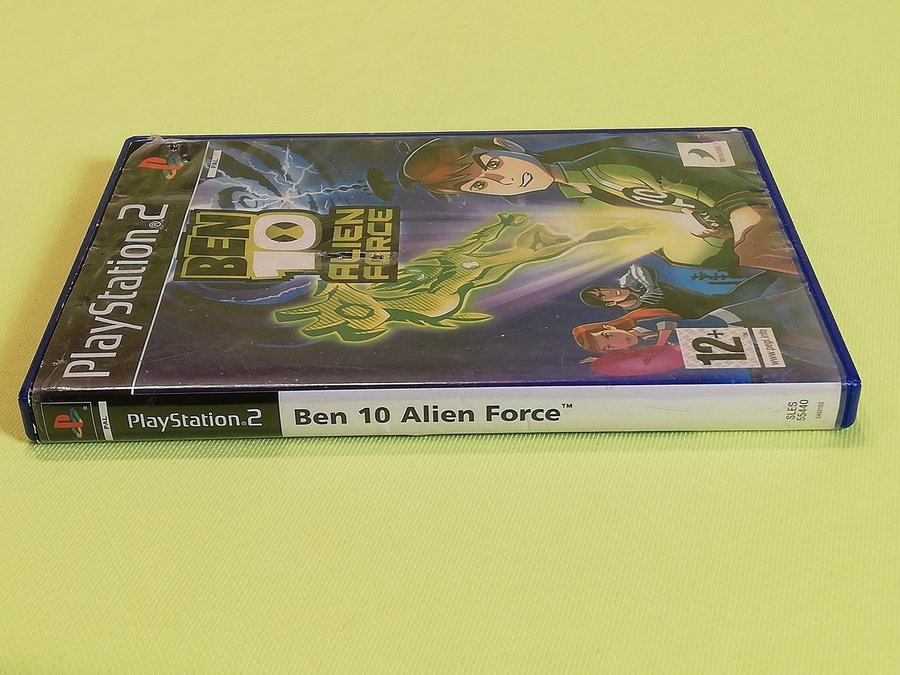 PlayStation®2
PAL
BEN
10
ALIEN
FORCE
12+
www.pegi.info
PAL
PlayStation®2
Ben 10 Alien Force™
SLES
55440